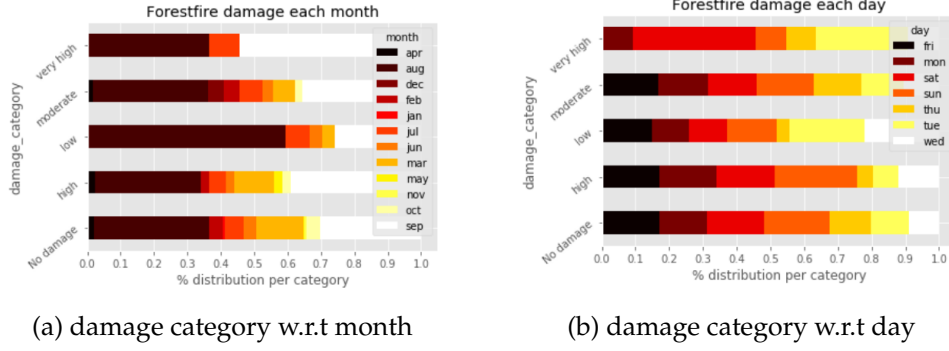 Forestfire damage each month
damage_category
very high
moderate
low
high
No damage
month
apr
aug
dec
feb
jan
jul
jun
mar
may
nov
oct
sep
0.0 0.1 0.2 0.3 0.4 0.5 0.6 0.7 0.8 0.9 1.0
% distribution per category
(a) damage category w.r.t month
Forestfire damage each day
damage_category
very high
moderate
low
high
No damage
day
fri
mon
sat
sun
thu
tue
wed
0.0 0.1 0.2 0.3 0.4 0.5 0.6 0.7 0.8 0.9 1.0
% distribution per category
(b) damage category w.r.t day